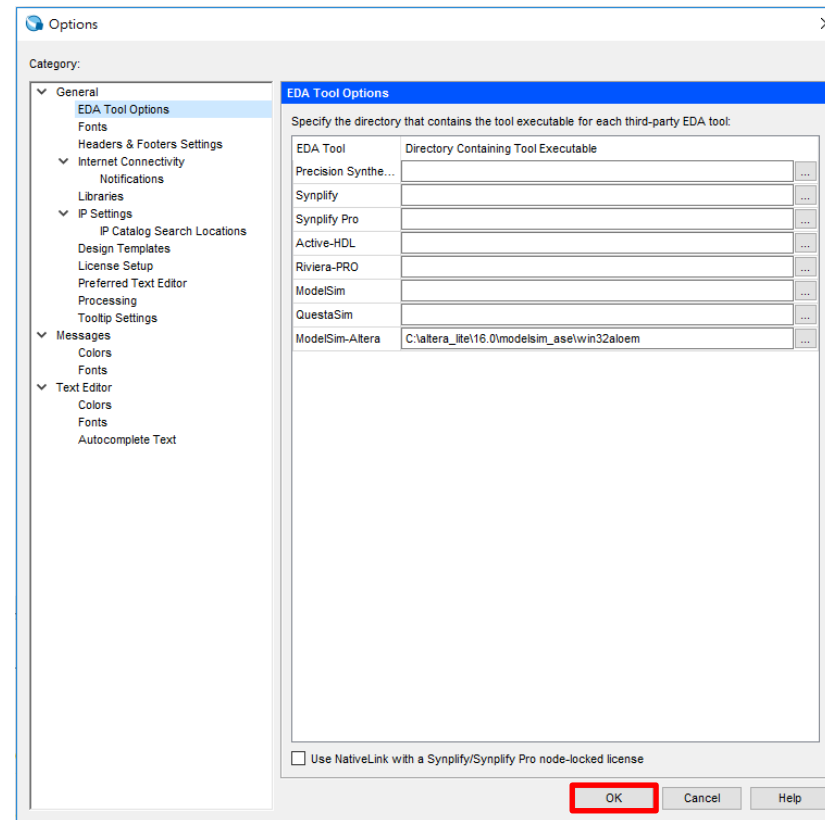 Options
Category:
General
EDA Tool Options
Fonts
Headers & Footers Settings
Internet Connectivity
Notifications
Libraries
IP Settings
IP Catalog Search Locations
Design Templates
License Setup
Preferred Text Editor
Processing
Tooltip Settings
Messages
Colors
Fonts
Text Editor
Colors
Fonts
Autocomplete Text
EDA Tool Options
Specify the directory that contains the tool executable for each third-party EDA tool:
EDA Tool Directory Containing Tool Executable
Precision Synthe... ...
Synplify ...
Synplify Pro ...
Active-HDL ...
Riviera-PRO ...
ModelSim ...
QuestaSim ...
ModelSim-Altera C:\altera_lite\16.0\modelsim_ase\win32aloem ...
Use NativeLink with a Synplify/Synplify Pro node-locked license
OK Cancel Help